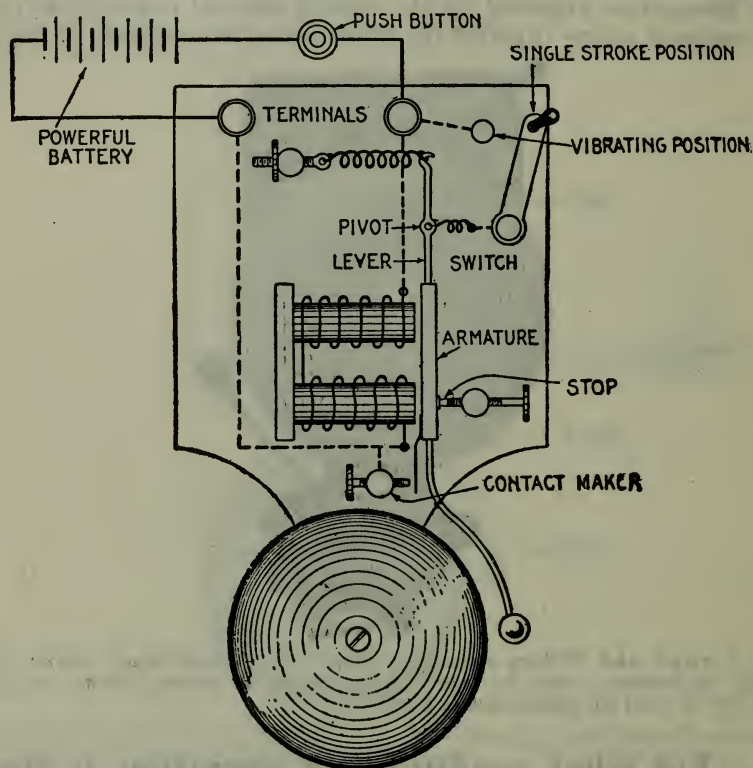 PUSH BUTTON
SINGLE STROKE POSITION
TERMINALS
POWERFUL
BATTERY
VIBRATING POSITION
PIVOT
LEVER
SWITCH
ARMATURE
STOP
CONTACT MAKER